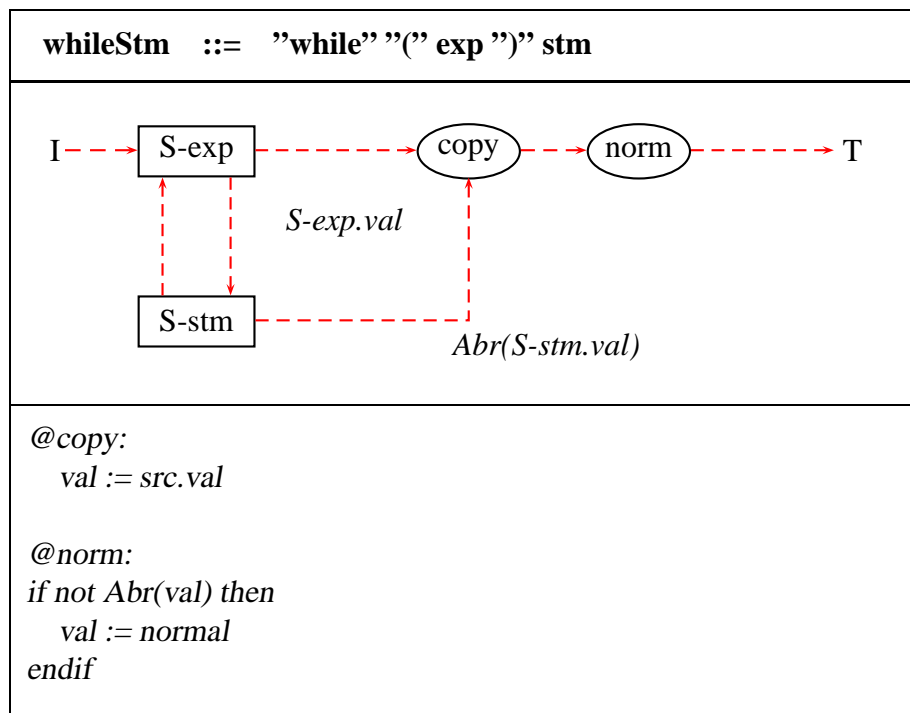 whileStm ::= ”while” ”(” exp ”)” stm
I S-exp copy norm T
S-exp.val
S-stm
Abr(S-stm.val)
@copy:
val := src.val
@norm:
if not Abr(val) then
val := normal
endif